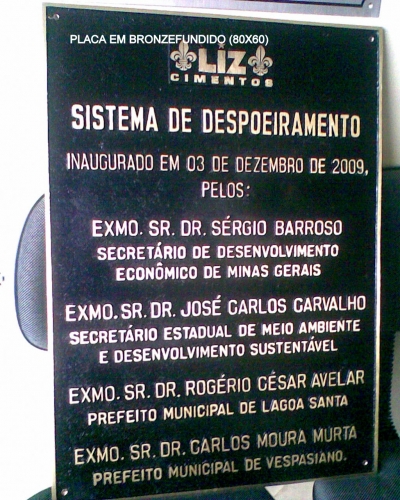 PLACA EM BRONZEFUNDIDO (80X60)
LIZ
CIMENTOS
SISTEMA DE DESPOEIRAMENTO
INAUGURADO EM 03 DE DEZEMBRO DE 2009,
PELOS:
EXMO. SR. DR. SÉRGIO BARROSO
SECRETÁRIO DE DESENVOLVIMENTO
ECONÔMICO DE MINAS GERAIS
EXMO. SR. DR. JOSÉ CARLOS CARVALHO
SECRETÁRIO ESTADUAL DE MEIO AMBIENTE
E DESENVOLVIMENTO SUSTENTÁVEL
EXMO. SR. DR. ROGÉRIO CÉSAR AVELAR
PREFEITO MUNICIPAL DE LAGOA SANTA
EXMO. SR. DR. CARLOS MOURA MURTA
PREFEITO MUNICIPAL DE VESPASIANO.